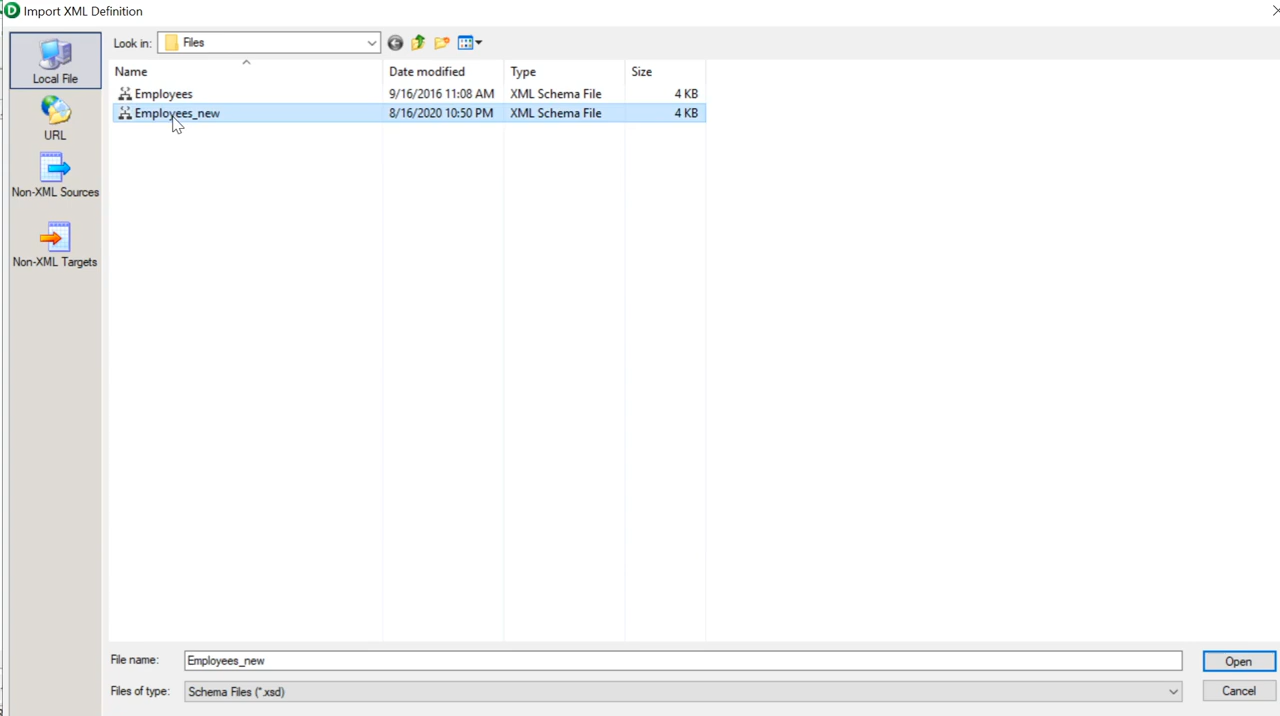 Import XML Definition
Look in: Files
Local File
URL
Non-XML Sources
Non-XML Targets
Name Date modified Type Size
Employees 9/16/2016 11:08 AM XML Schema File 4 KB
Employees_new 8/16/2020 10:50 PM XML Schema File 4 KB
File name: Employees_new Open
Files of type: Schema Files (*.xsd) Cancel